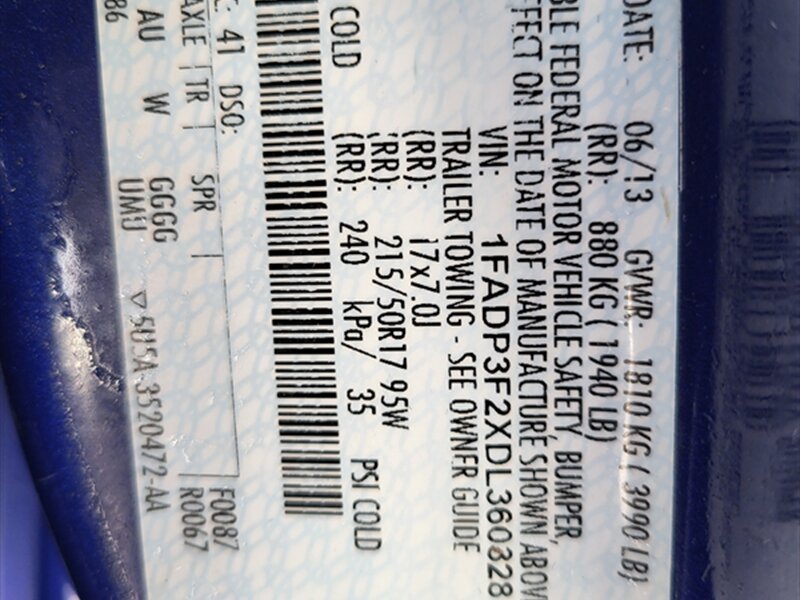 DATE: 06/13 GVWR: 1810 KG ( 3990 LB)
(RR): 880 KG ( 1940 LB)
BLE FEDERAL MOTOR VEHICLE SAFETY, BUMPER,
FFECT ON THE DATE OF MANUFACTURE SHOWN ABOV
VIN: 1FADP3F2XDL360328
TRAILER TOWING - SEE OWNER GUIDE
(RR): 17x7.0J
(RR): 215/50R17 95W
COLD (RR): 240 kPa/ 35 PSI COLD
C: 41 DSO: F0087
AXLE TR SPR R0067
AU W GGGG
86 UMU ▽5U5A-3520472-AA